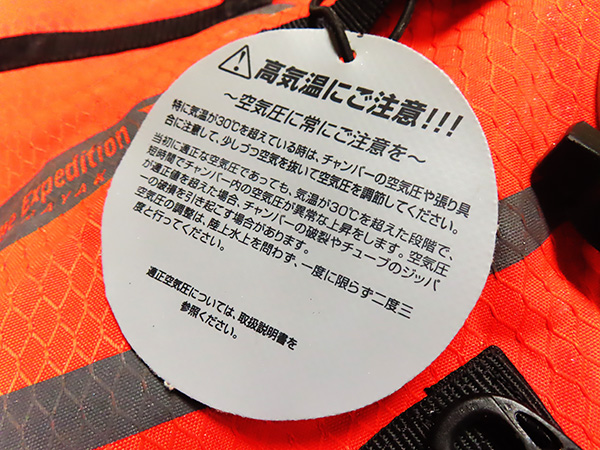 高気温にご注意!!!
～空気圧に常にご注意を～
特に気温が30℃を超えている時は、チャンバーの空気圧や張り具
合に注意して、少しづつ空気を抜いて空気圧を調節してください。
当初に適正な空気圧であっても、気温が30℃を超えた段階で、
短時間でチャンバー内の空気圧が異常な上昇をします。空気圧
が適正値を超えた場合、チャンバーの破裂やチューブのジッパ
ーの破損を引き起こす場合があります。
空気圧の調整は、陸上水上を問わず、一度に限らず二度三
度と行ってください。
適正空気圧については、取扱説明書を
参照ください。
Expedition
KAYAK